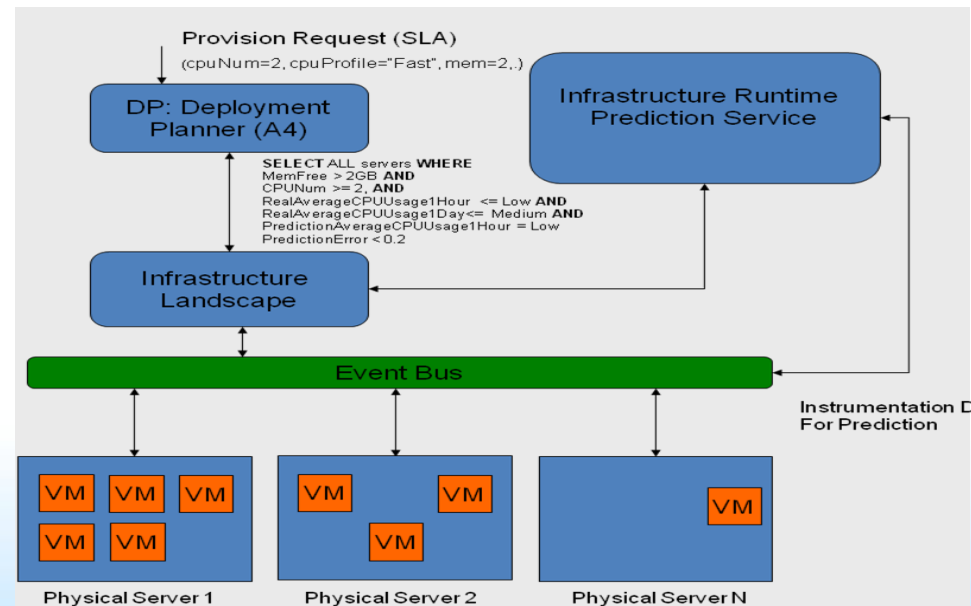 Provision Request (SLA)
(cpuNum=2, cpuProfile="Fast", mem=2,.)
DP: Deployment
Planner (A4)
Infrastructure Runtime
Prediction Service
SELECT ALL servers WHERE
MemFree > 2GB AND
CPUNum >= 2, AND
RealAverageCPUUsage1Hour <= Low AND
RealAverageCPUUsage1Day<= Medium AND
PredictionAverageCPUUsage1Hour = Low
PredictionError < 0.2
Infrastructure
Landscape
Event Bus
Instrumentation D
For Prediction
VM VM VM
VM VM
VM VM
VM
VM
Physical Server 1
Physical Server 2
Physical Server N